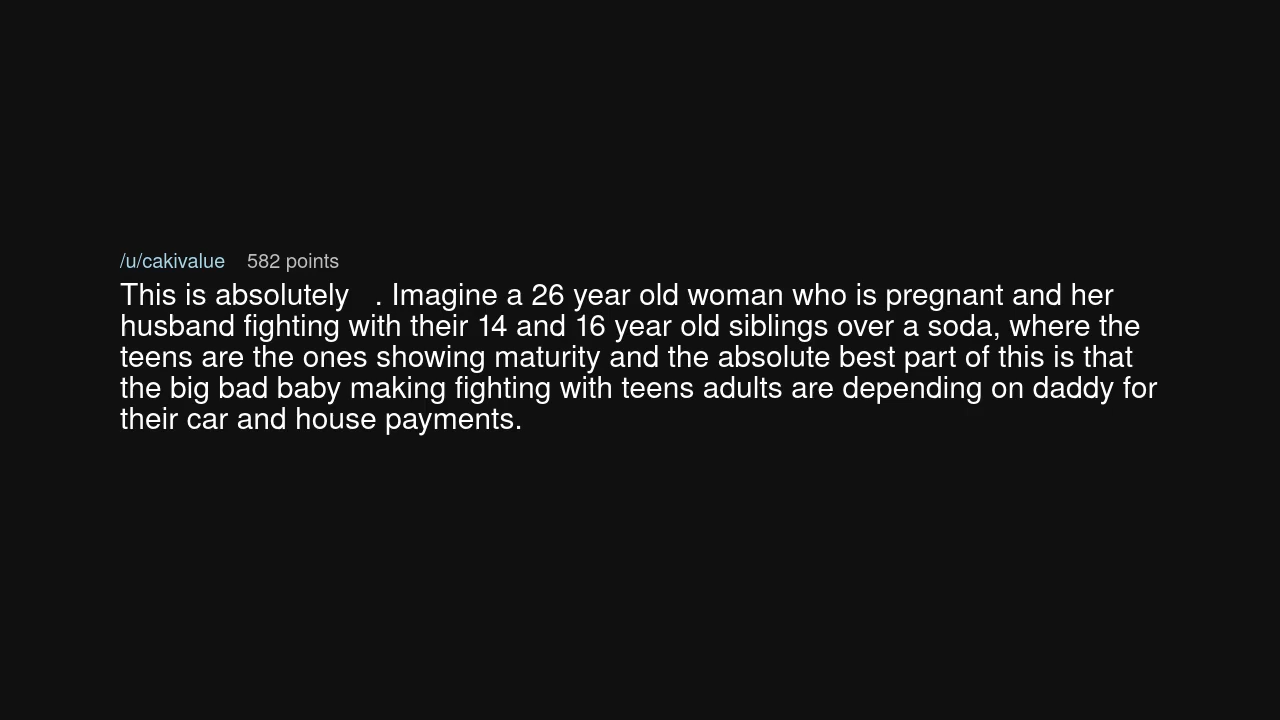 /u/cakivalue 582 points
This is absolutely . Imagine a 26 year old woman who is pregnant and her
husband fighting with their 14 and 16 year old siblings over a soda, where the
teens are the ones showing maturity and the absolute best part of this is that
the big bad baby making fighting with teens adults are depending on daddy for
their car and house payments.